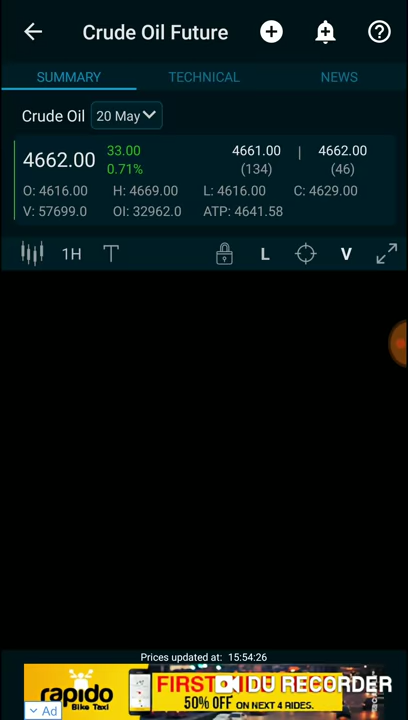 Crude Oil Future
SUMMARY TECHNICAL NEWS
Crude Oil 20 May
4662.00 33.00 0.71% 4661.00 (134) | 4662.00 (46)
O: 4616.00 H: 4669.00 L: 4616.00 C: 4629.00
V: 57699.0 OI: 32962.0 ATP: 4641.58
1H T L V
Prices updated at: 15:54:26
rapido
Bike Taxi
FIRST RIDE
50% OFF ON NEXT 4 RIDES.
DU RECORDER
Ad